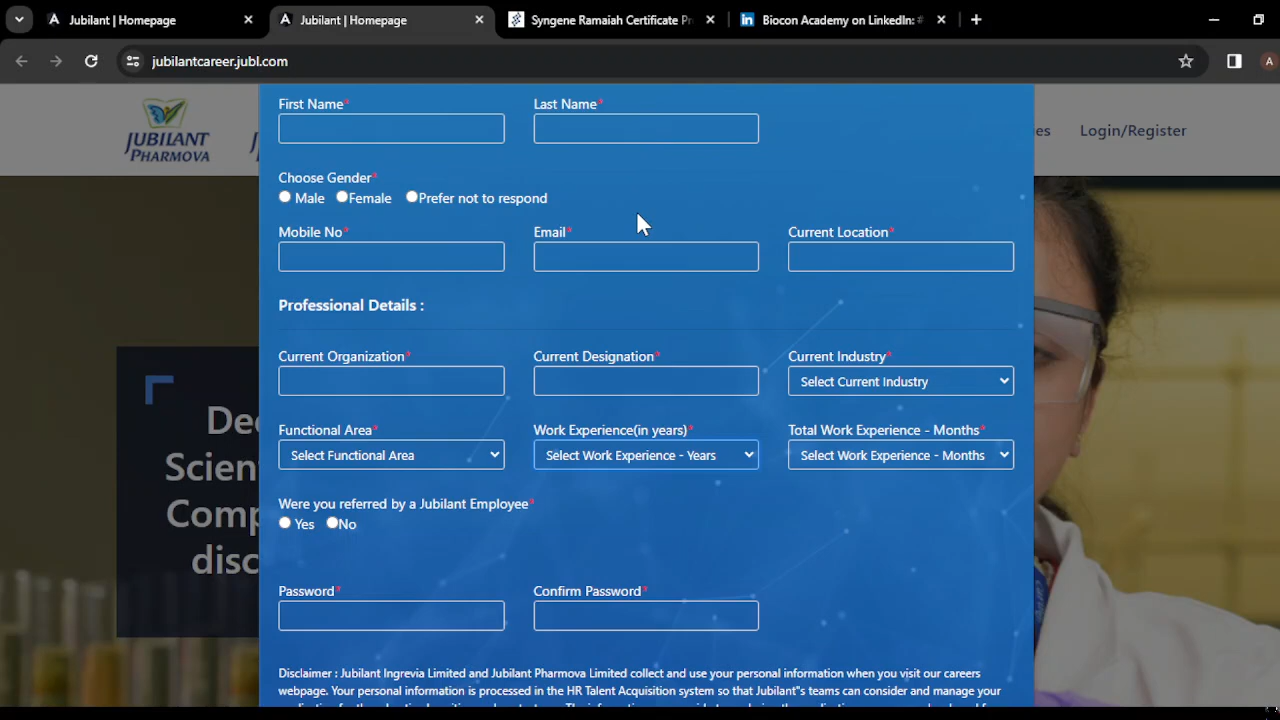 Jubilant | Homepage
Jubilant | Homepage
Syngene Ramaiah Certificate Pr
Biocon Academy on LinkedIn: #
jubilantcareer.jubl.com
A
JUBILANT
PHARMOVA
Login/Register
First Name*
Last Name*
Choose Gender*
Male Female Prefer not to respond
Mobile No*
Email*
Current Location*
Professional Details :
Current Organization*
Current Designation*
Current Industry*
Select Current Industry
Functional Area*
Work Experience(in years)*
Total Work Experience - Months*
Select Functional Area
Select Work Experience - Years
Select Work Experience - Months
Were you referred by a Jubilant Employee*
Yes No
Password*
Confirm Password*
Disclaimer : Jubilant Ingrevia Limited and Jubilant Pharmova Limited collect and use your personal information when you visit our careers
webpage. Your personal information is processed in the HR Talent Acquisition system so that Jubilant"s teams can consider and manage your